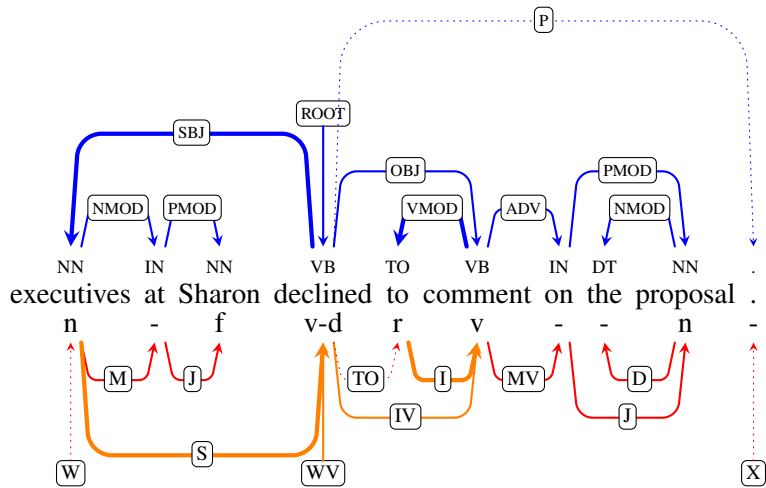 P
ROOT
SBJ
OBJ PMOD
NMOD PMOD VMOD ADV NMOD
NN IN NN VB TO VB IN DT NN .
executives at Sharon declined to comment on the proposal .
n - f v-d r v - - n -
M J TO I MV D
IV J
S
W WV X